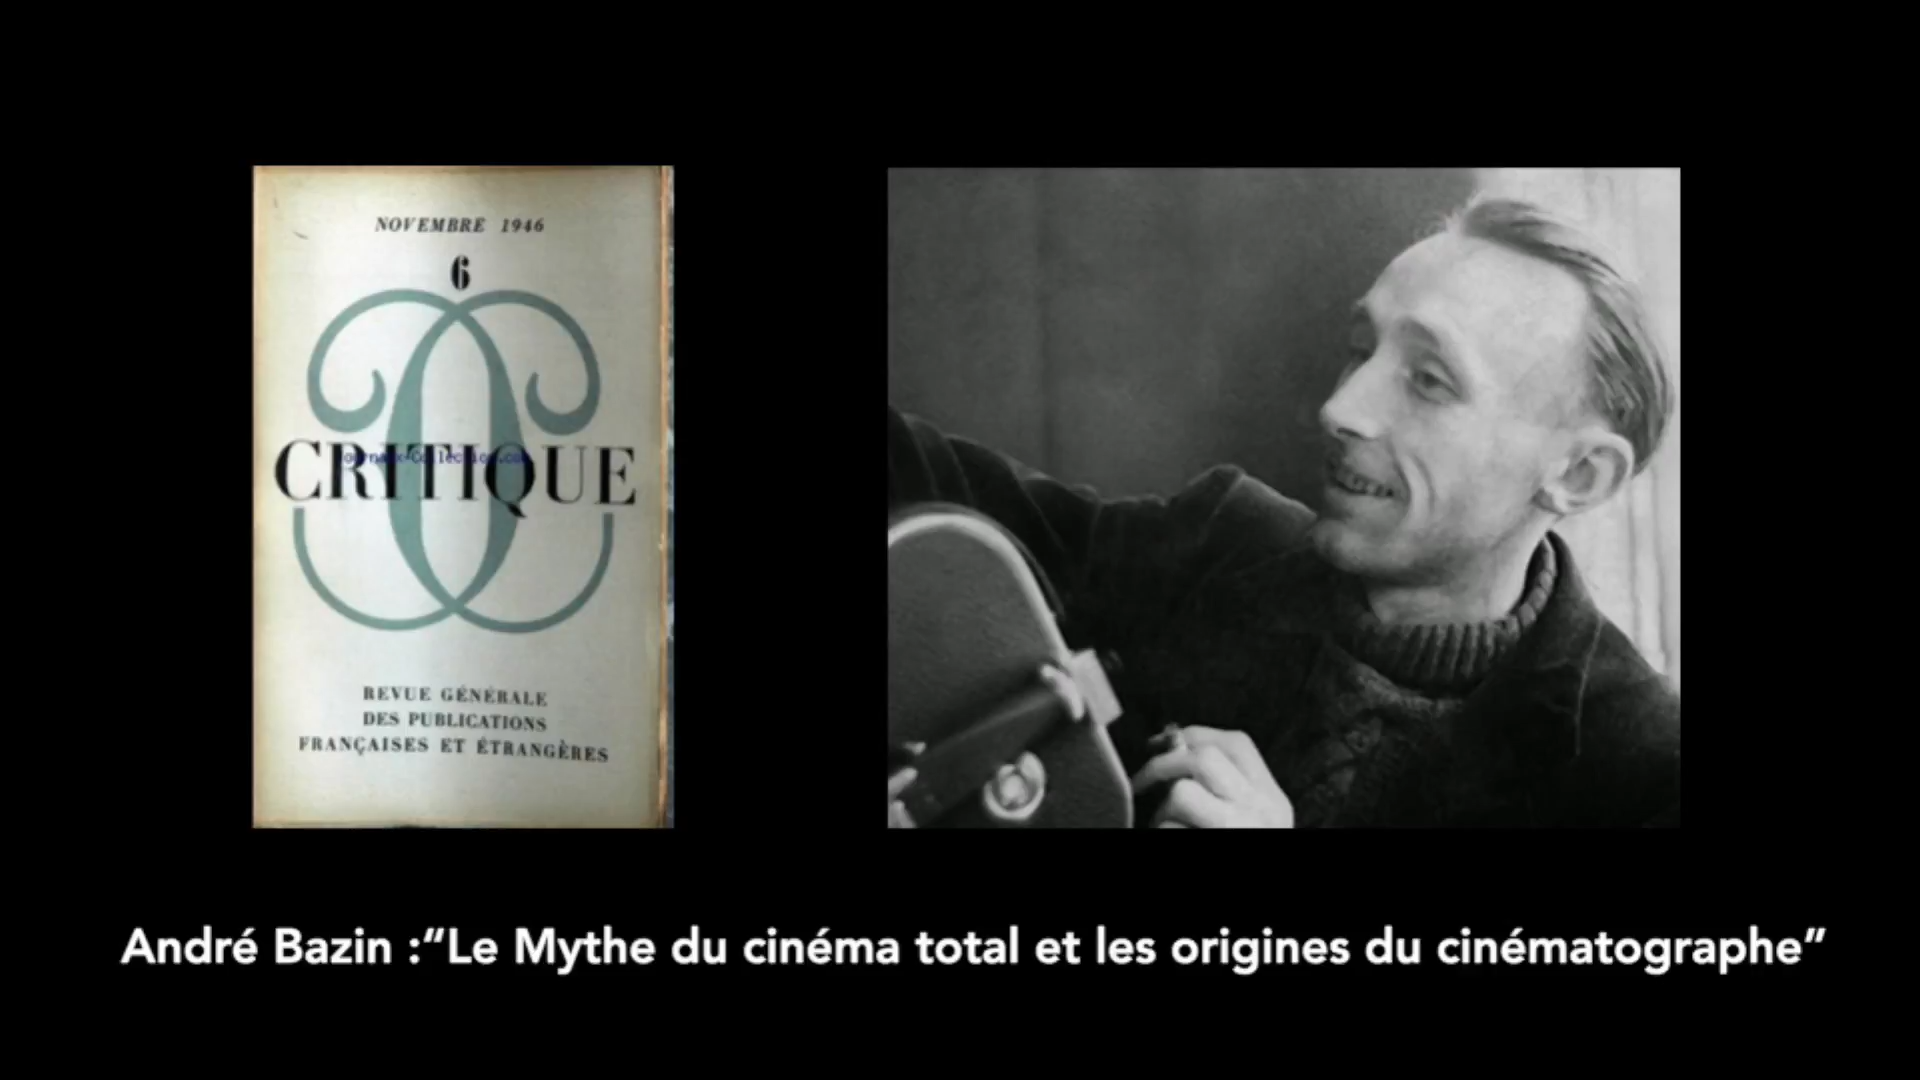 NOVEMBRE 1946
6
CRITIQUE
REVUE GÉNÉRALE
DES PUBLICATIONS
FRANÇAISES ET ÉTRANGÈRES
André Bazin :“Le Mythe du cinéma total et les origines du cinématographe”